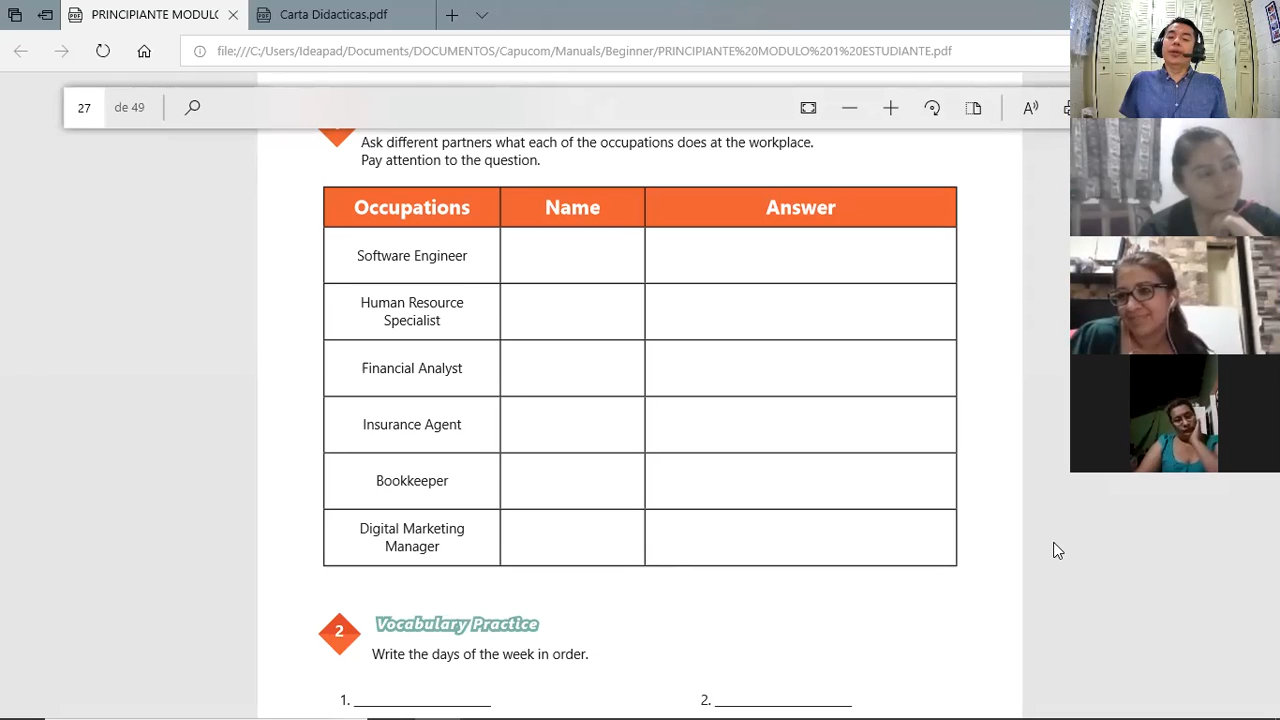 PRINCIPIANTE MODULO
Carta Didacticas.pdf
file:///C:/Users/Ideapad/Documents/DOCUMENTS/Capucom/Manuals/Beginner/PRINCIPIANTE%20MODULO%201%20ESTUDIANTE.pdf
27 de 49
Ask different partners what each of the occupations does at the workplace.
Pay attention to the question.
Occupations Name Answer
Software Engineer
Human Resource
Specialist
Financial Analyst
Insurance Agent
Bookkeeper
Digital Marketing
Manager
2 Vocabulary Practice
Write the days of the week in order.
1. 2.